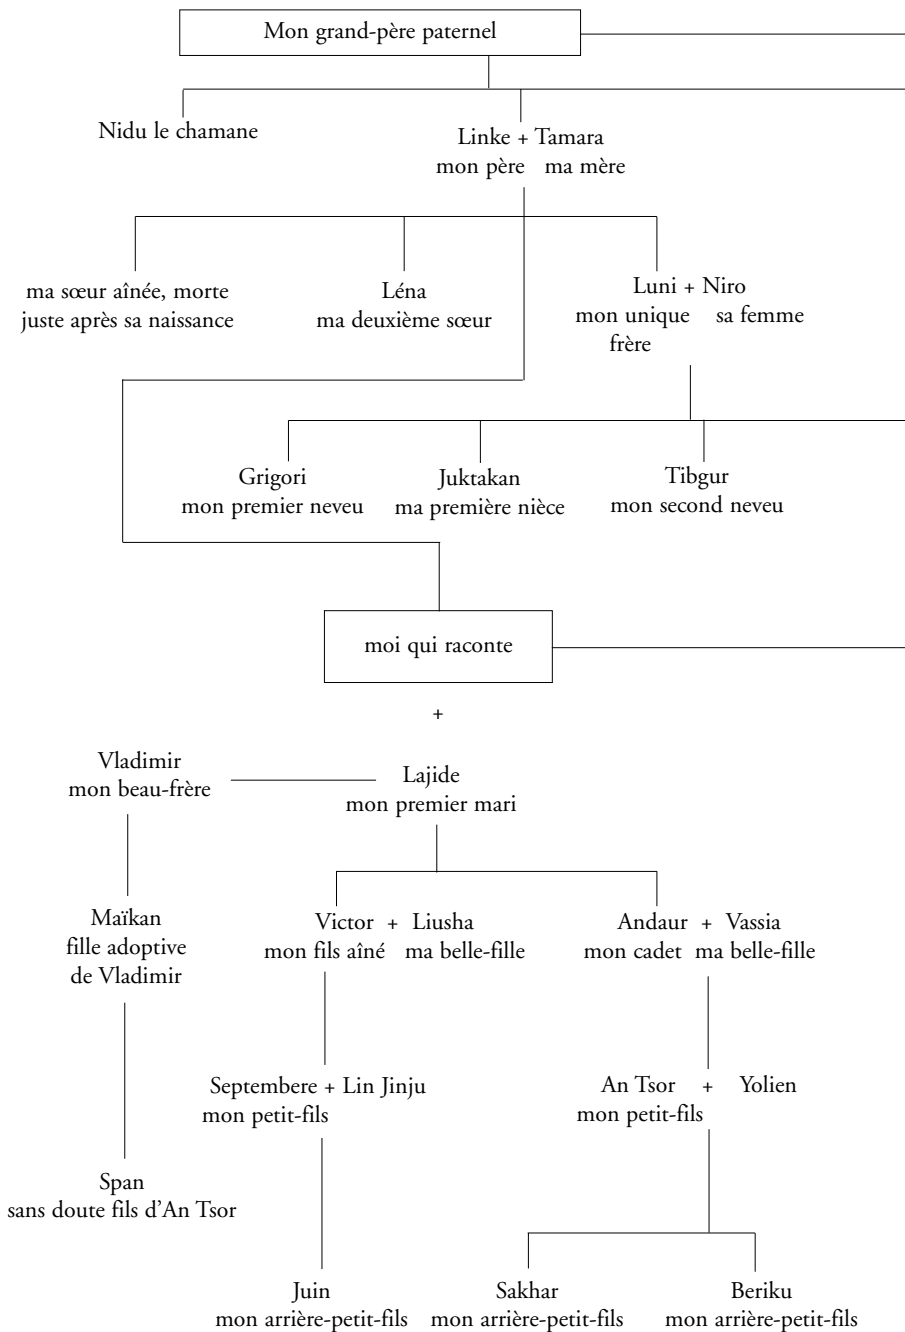 Mon grand-père paternel
Nidu le chamane
Linke + Tamara
mon père ma mère
ma sœur aînée, morte
juste après sa naissance
Léna
ma deuxième sœur
Luni + Niro
mon unique sa femme
frère
Grigori
mon premier neveu
Juktakan
ma première nièce
Tibgur
mon second neveu
moi qui raconte
+
Vladimir
mon beau-frère
Lajide
mon premier mari
Maïkan
fille adoptive
de Vladimir
Victor + Liusha
mon fils aîné ma belle-fille
Andaur + Vassia
mon cadet ma belle-fille
Septembere + Lin Jinju
mon petit-fils
An Tsor + Yolien
mon petit-fils
Span
sans doute fils d'An Tsor
Juin
mon arrière-petit-fils
Sakhar
mon arrière-petit-fils
Beriku
mon arrière-petit-fils